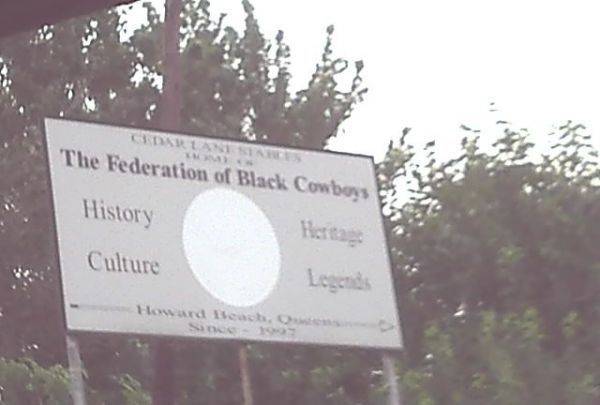 CEDAR LANE STABLES
HOME OF
The Federation of Black Cowboys
History
Heritage
Culture
Legends
Howard Beach, Queens
Since - 1997